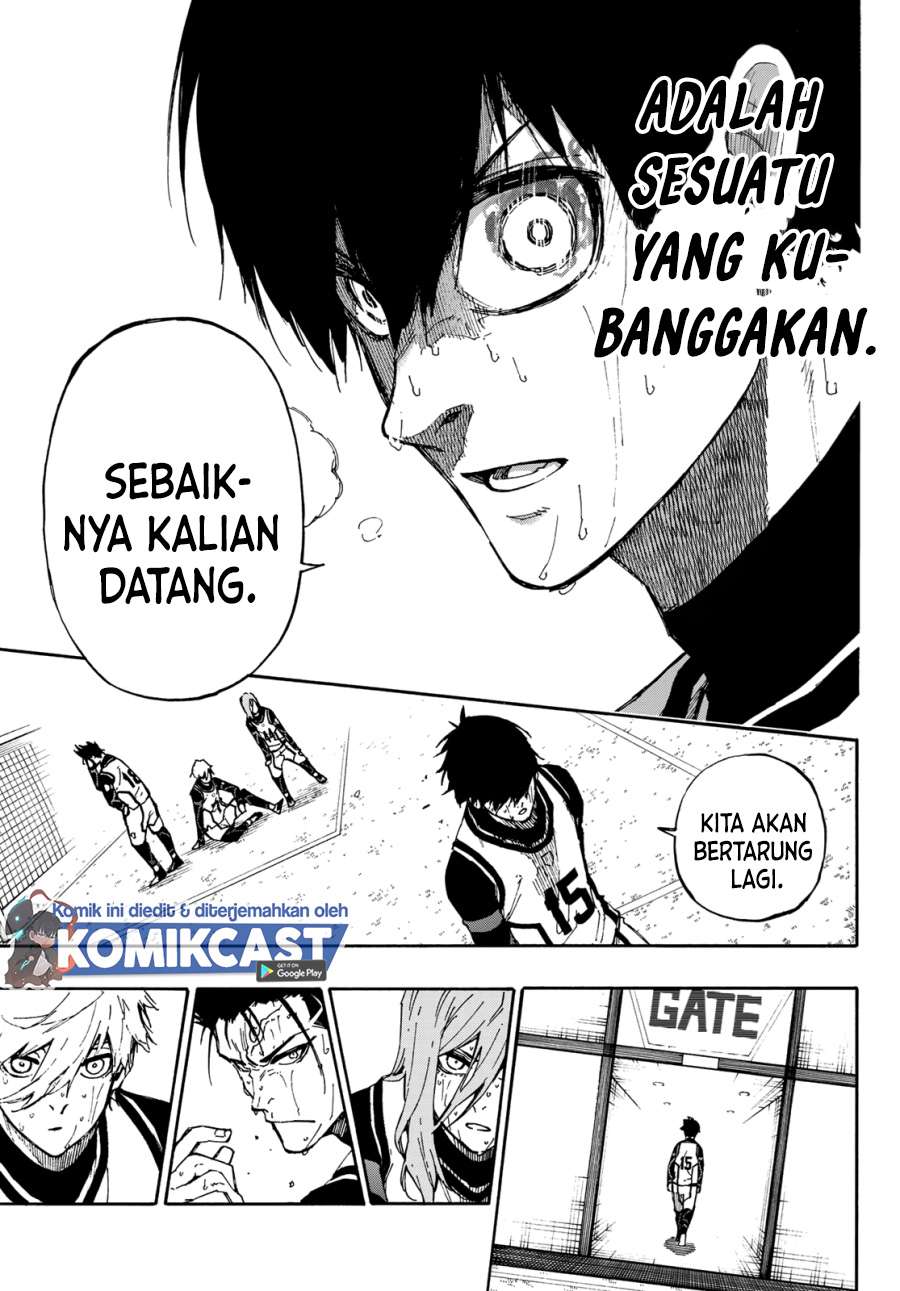 ADALAH
SESUATU
YANG KU-
BANGGAKAN.
SEBAIK-
NYA KALIAN
DATANG.
KITA AKAN
BERTARUNG
LAGI.
15
Komik ini diedit & diterjemahkan oleh
KOMIKCAST
GET IT ON
Google Play
GATE
15